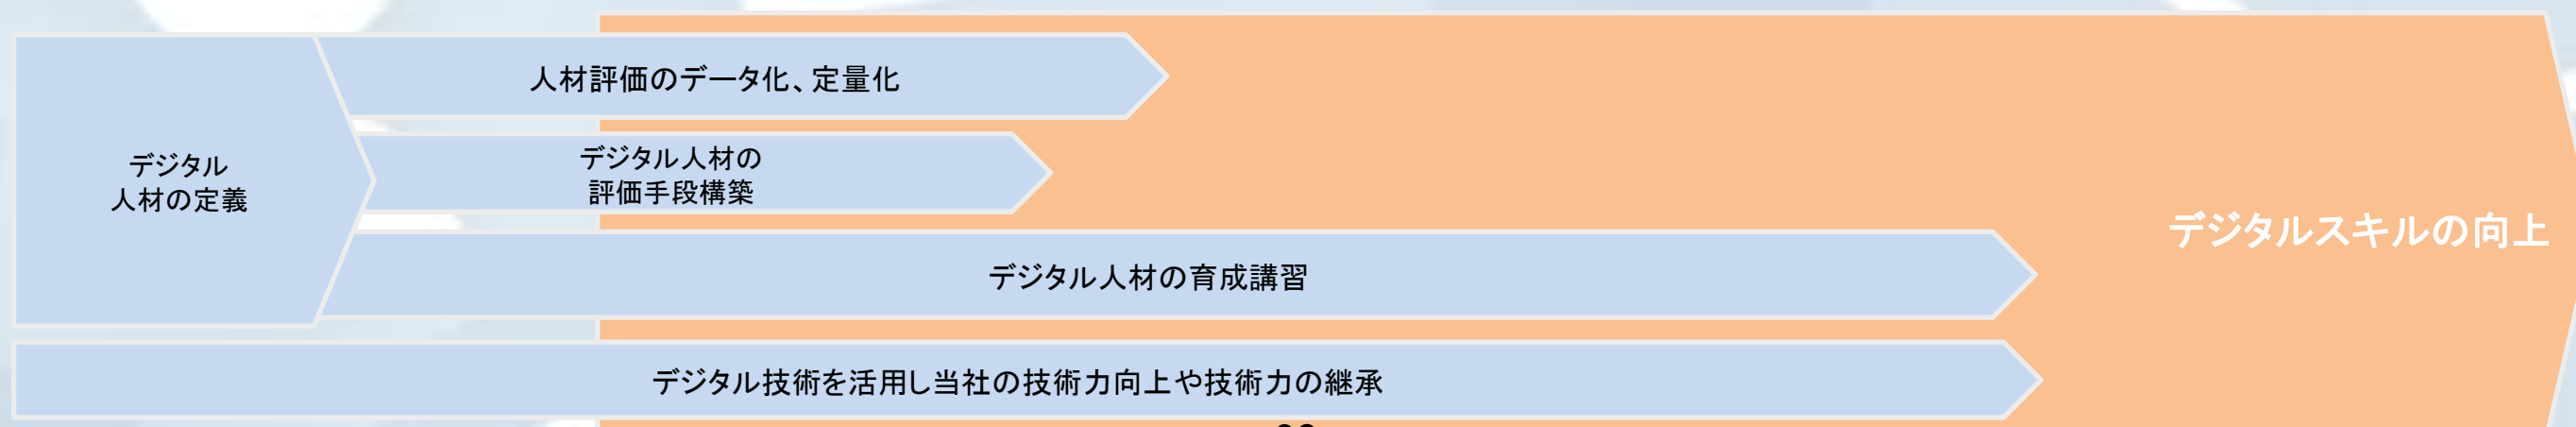 人材評価のデータ化、定量化
デジタル
人材の定義
デジタル人材の
評価手段構築
デジタルスキルの向上
デジタル人材の育成講習
デジタル技術を活用し当社の技術力向上や技術力の継承